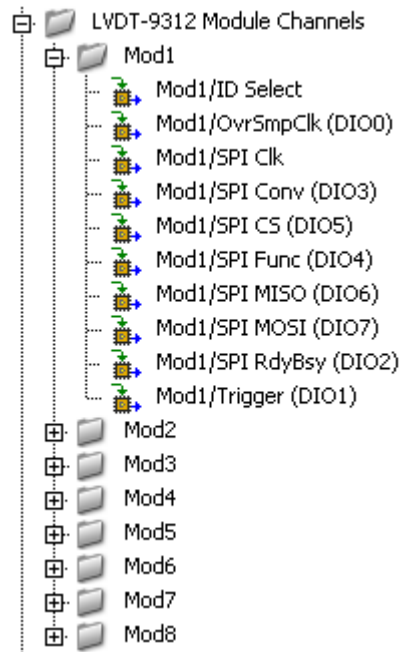 LVDT-9312 Module Channels
Mod1
Mod1/ID Select
Mod1/OvrSmpClk (DIO0)
Mod1/SPI Clk
Mod1/SPI Conv (DIO3)
Mod1/SPI CS (DIO5)
Mod1/SPI Func (DIO4)
Mod1/SPI MISO (DIO6)
Mod1/SPI MOSI (DIO7)
Mod1/SPI RdyBsy (DIO2)
Mod1/Trigger (DIO1)
Mod2
Mod3
Mod4
Mod5
Mod6
Mod7
Mod8